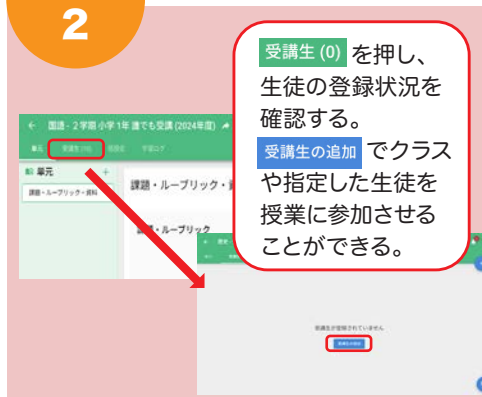 2
受講生 (0) を押し、
生徒の登録状況を
確認する。
受講生の追加 でクラス
や指定した生徒を
授業に参加させる
ことができる。
← 国語 - 2学期 小学1年 誰でも受講 (2024年度)
単元 受講生 (0) 学習ログ
単元 +
課題・ルーブリック・資料
課題・ルーブリック・
・ルーブリック
受講生が登録されていません
受講生の追加